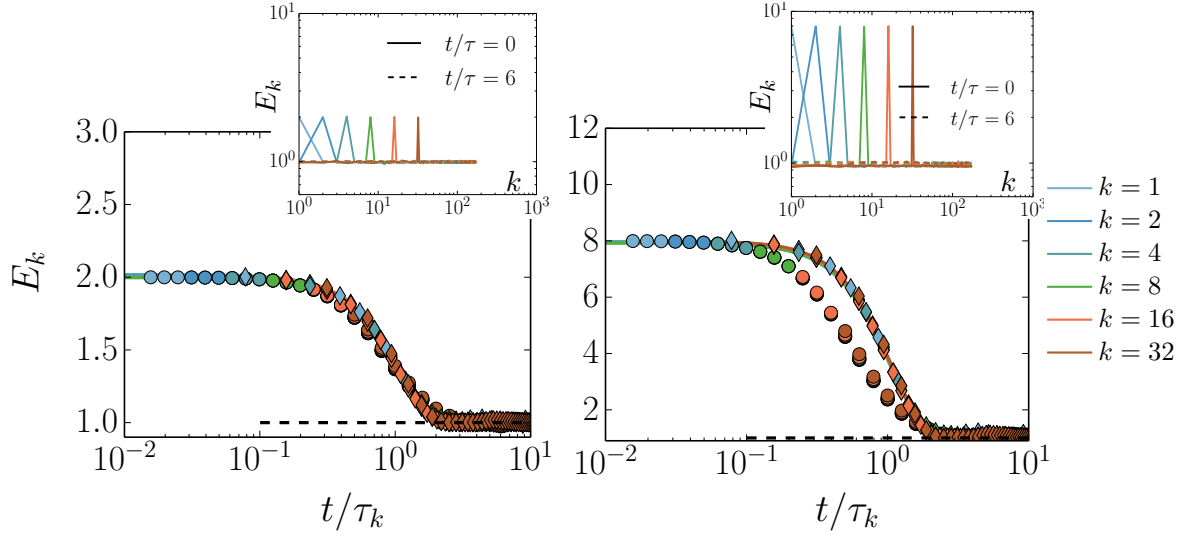 10^1
E_k
10^0
t/τ = 0
t/τ = 6
10^0 10^1 10^2 10^3
k
3.0
2.5
2.0
1.5
1.0
E_k
10^{-2} 10^{-1} 10^0 10^1
t/τ_k
10^1
E_k
10^0
t/τ = 0
t/τ = 6
10^0 10^1 10^2 10^3
k
12
10
8
6
4
2
10^{-2} 10^{-1} 10^0 10^1
t/τ_k
k = 1
k = 2
k = 4
k = 8
k = 16
k = 32